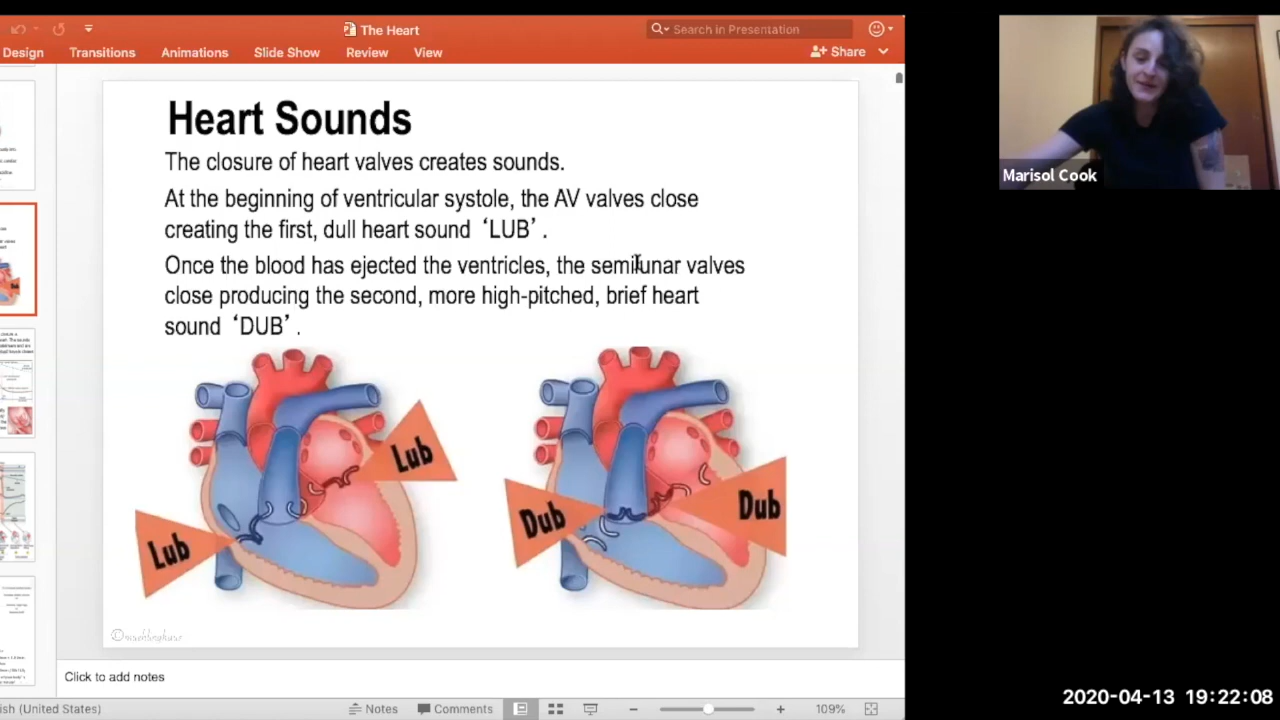 The Heart
Search in Presentation
Design Transitions Animations Slide Show Review View
Share
Heart Sounds
The closure of heart valves creates sounds.
At the beginning of ventricular systole, the AV valves close
creating the first, dull heart sound ‘LUB’.
Once the blood has ejected the ventricles, the semilunar valves
close producing the second, more high-pitched, brief heart
sound ‘DUB’.
Lub
Lub
Dub
Dub
Click to add notes
Notes Comments 109%
(United States)
Marisol Cook
2020-04-13 19:22:08